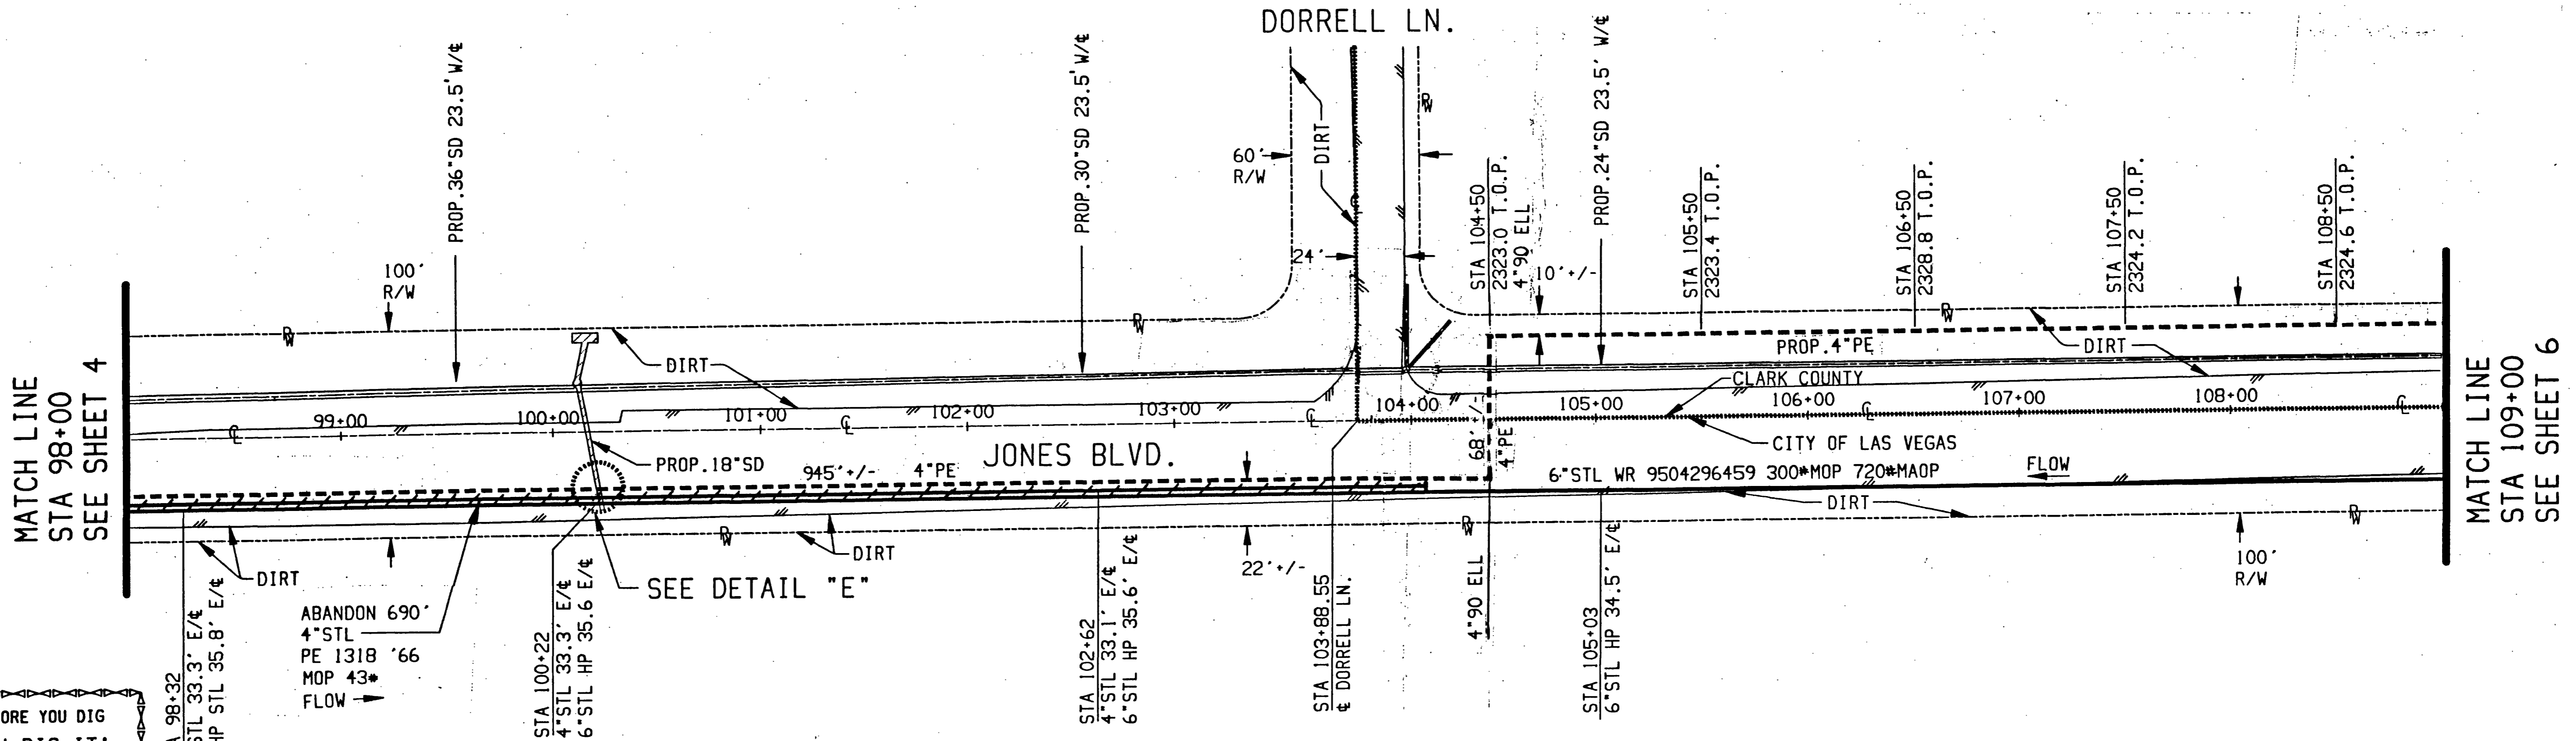 DORRELL LN.
PROP.36"SD 23.5' W/℄
PROP.30"SD 23.5' W/℄
PROP.24"SD 23.5' W/℄
60'
R/W
DIRT
R/W
24'
STA 104+50
2323.0 T.O.P.
4"90 ELL
10'+/-
STA 105+50
2323.4 T.O.P.
STA 106+50
2328.8 T.O.P.
STA 107+50
2324.2 T.O.P.
STA 108+50
2324.6 T.O.P.
100'
R/W
R/W
R/W
R/W
MATCH LINE
STA 98+00
SEE SHEET 4
DIRT
PROP.4"PE
DIRT
CLARK COUNTY
99+00
100+00
101+00
102+00
103+00
104+00
105+00
106+00
107+00
108+00
℄
℄
℄
℄
℄
68' +/-
4"PE
CITY OF LAS VEGAS
PROP.18"SD
945'+/- 4"PE
JONES BLVD.
6"STL WR 9504296459 300#MOP 720#MAOP
FLOW
DIRT
MATCH LINE
STA 109+00
SEE SHEET 6
R/W
R/W
R/W
DIRT
DIRT
SEE DETAIL "E"
22'+/-
100'
R/W
ABANDON 690'
4"STL
PE 1318 '66
MOP 43#
FLOW
98+32
STL 33.3' E/℄
HP STL 35.8' E/℄
STA 100+22
4"STL 33.3' E/℄
6"STL HP 35.6 E/℄
STA 102+62
4"STL 33.1' E/℄
6"STL HP 35.6' E/℄
STA 103+88.55
℄ DORRELL LN.
4"90 ELL
STA 105+03
6"STL HP 34.5' E/℄
ORE YOU DIG